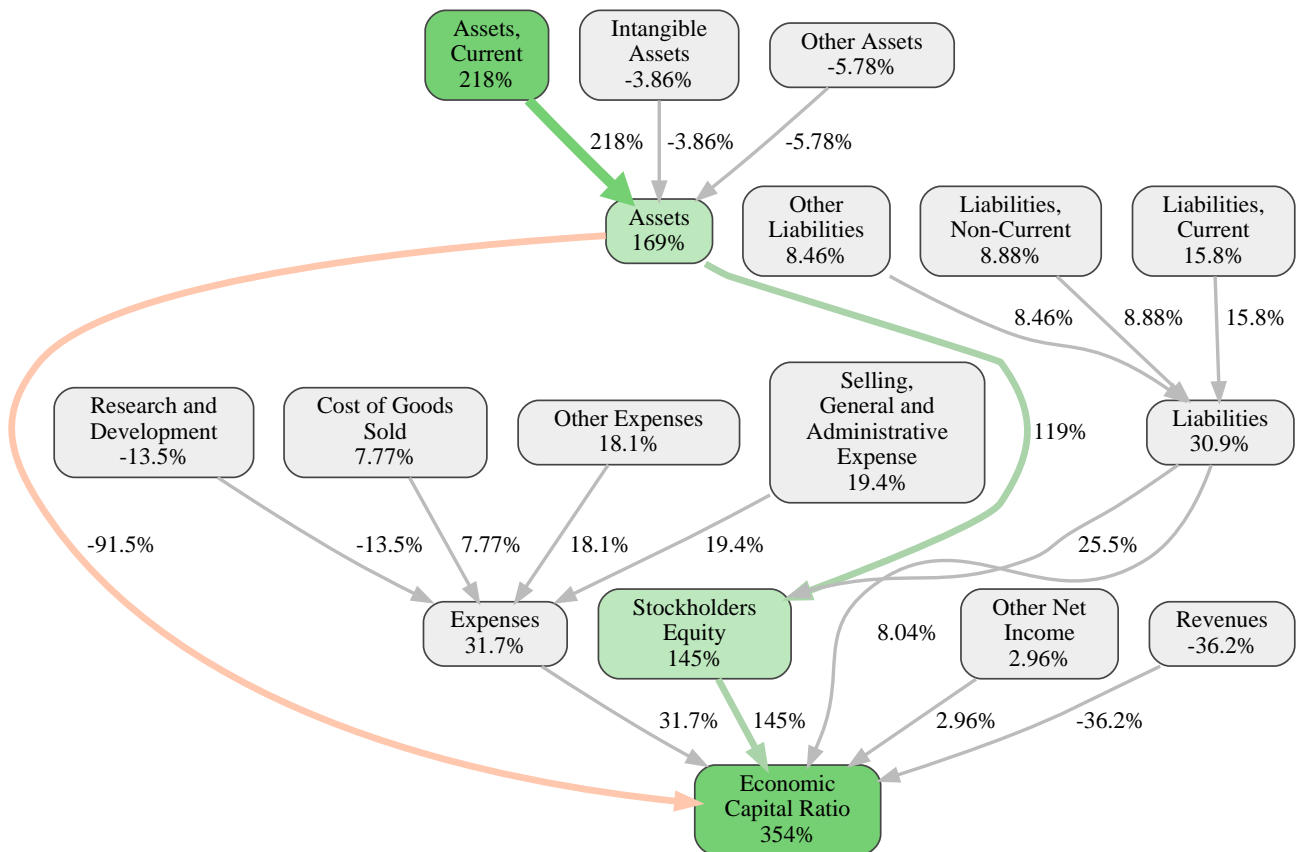 Assets,
Current
218%
Intangible
Assets
-3.86%
Other Assets
-5.78%
218%
-3.86%
-5.78%
Assets
169%
Other
Liabilities
8.46%
Liabilities,
Non-Current
8.88%
Liabilities,
Current
15.8%
8.46%
8.88%
15.8%
Research and
Development
-13.5%
Cost of Goods
Sold
7.77%
Other Expenses
18.1%
Selling,
General and
Administrative
Expense
19.4%
119%
Liabilities
30.9%
-91.5%
-13.5%
7.77%
18.1%
19.4%
25.5%
Expenses
31.7%
Stockholders
Equity
145%
8.04%
Other Net
Income
2.96%
Revenues
-36.2%
31.7%
145%
2.96%
-36.2%
Economic
Capital Ratio
354%